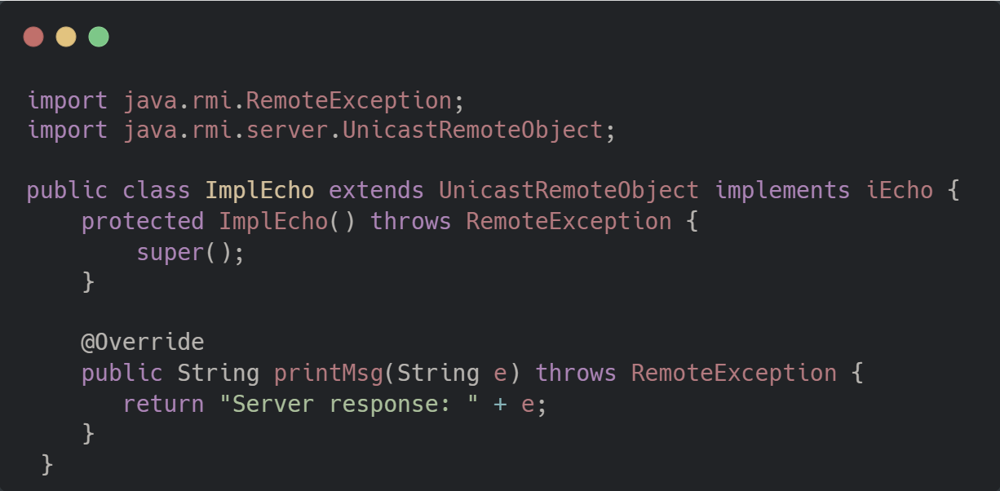 import java.rmi.RemoteException;
import java.rmi.server.UnicastRemoteObject;

public class ImplEcho extends UnicastRemoteObject implements iEcho {
    protected ImplEcho() throws RemoteException {
        super();
    }

    @Override
    public String printMsg(String e) throws RemoteException {
       return "Server response: " + e;
    }
 }